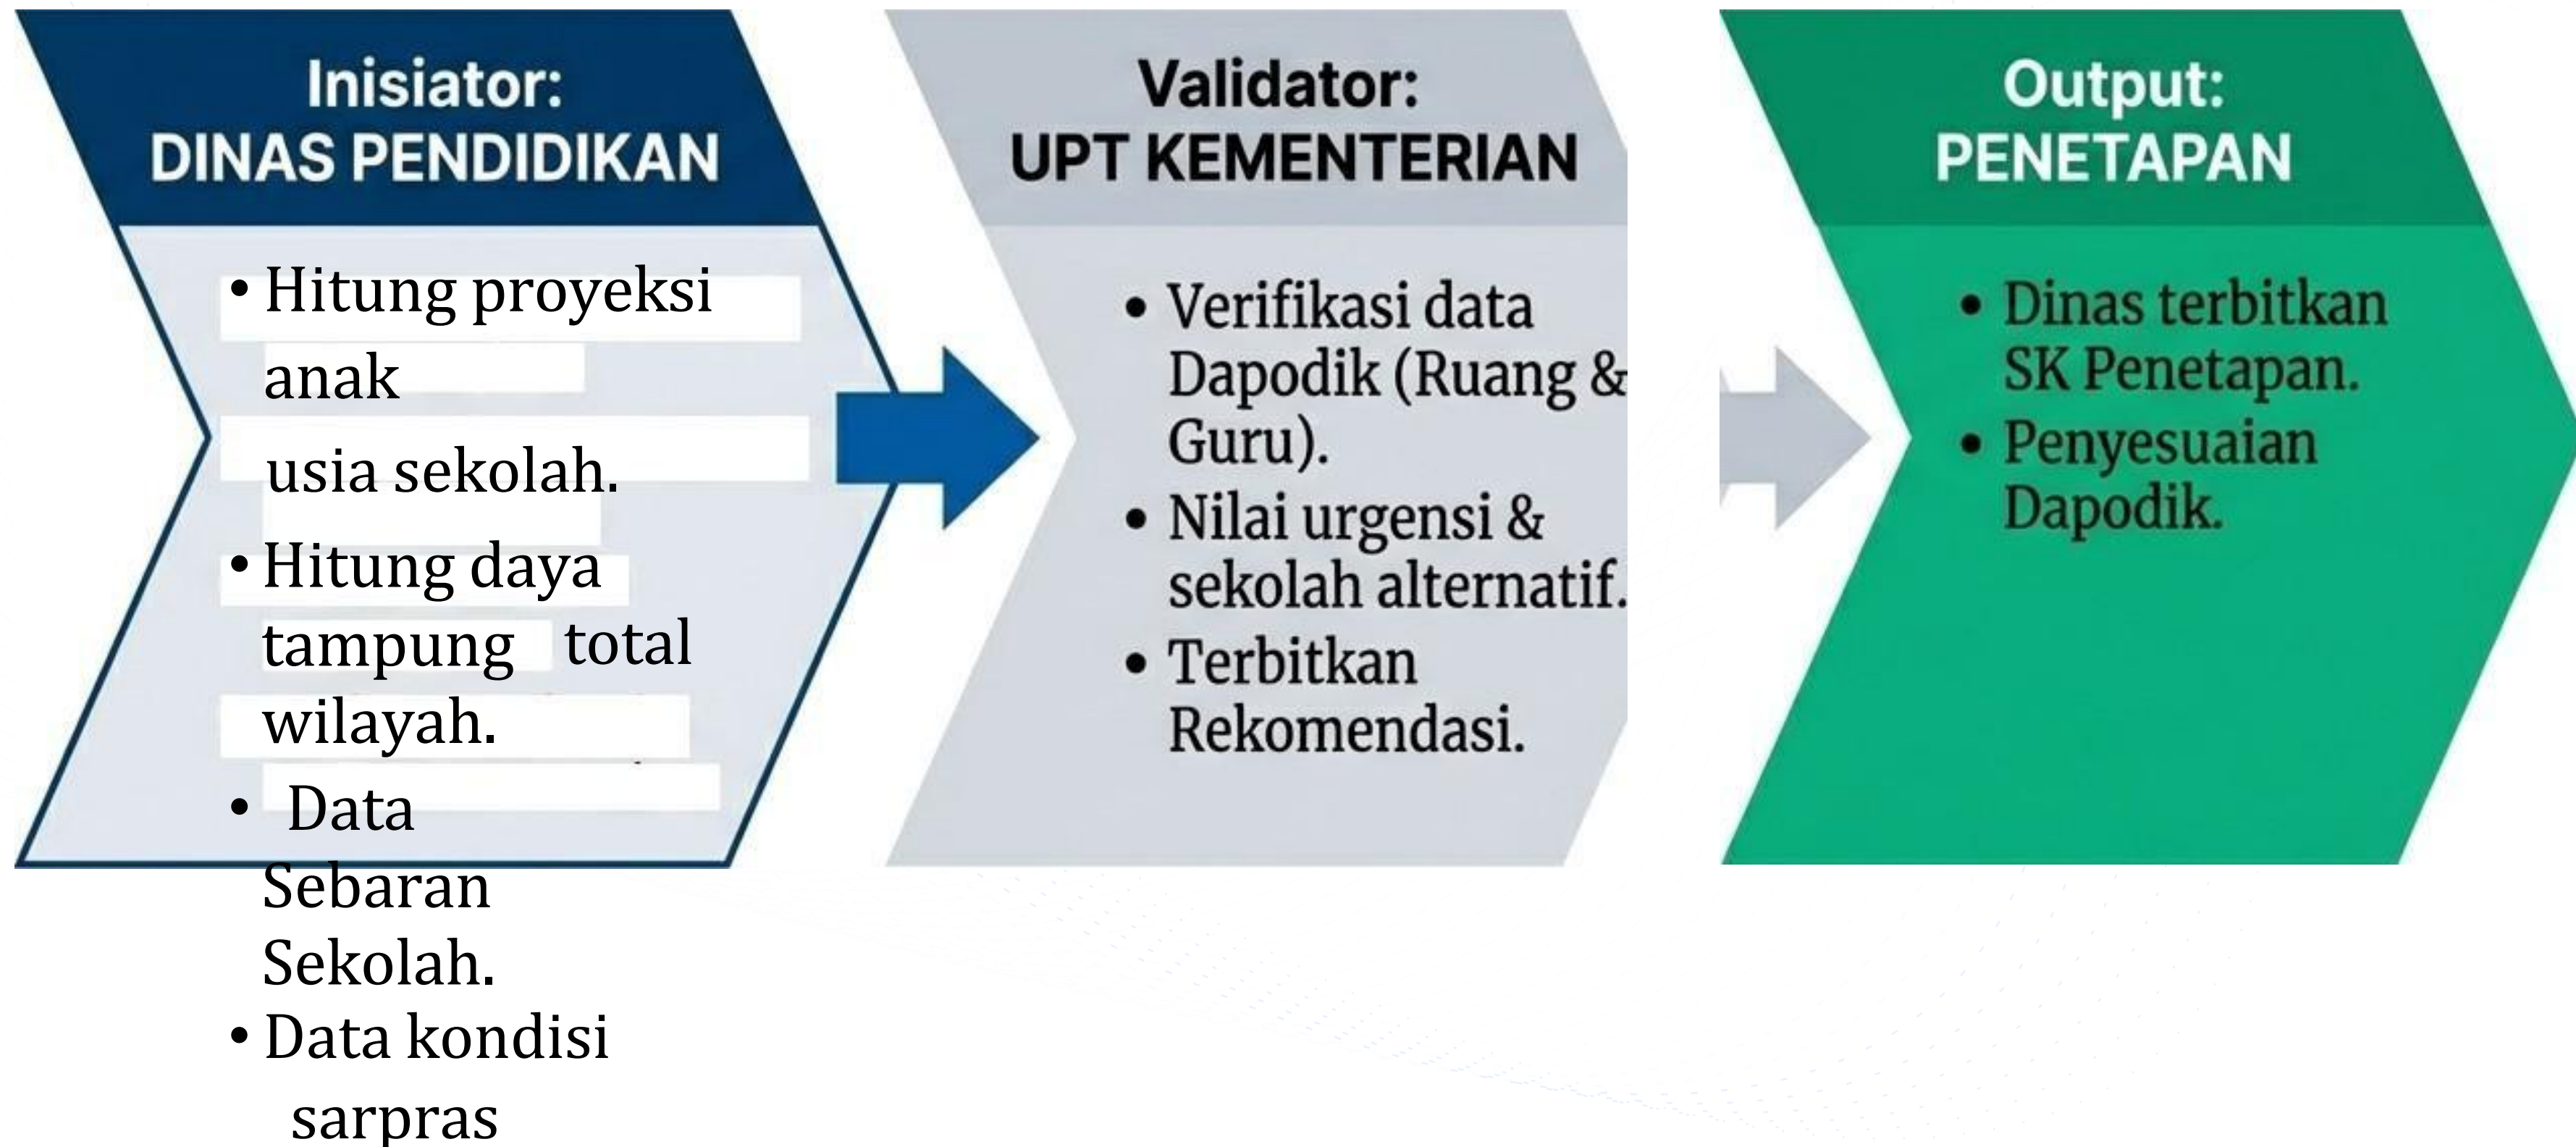 Inisiator:
DINAS PENDIDIKAN
• Hitung proyeksi
anak
usia sekolah.
• Hitung daya
tampung total
wilayah.
• Data
Sebaran
Sekolah.
• Data kondisi
sarpras
Validator:
UPT KEMENTERIAN
• Verifikasi data
Dapodik (Ruang &
Guru).
• Nilai urgensi &
sekolah alternatif.
• Terbitkan
Rekomendasi.
Output:
PENETAPAN
• Dinas terbitkan
SK Penetapan.
• Penyesuaian
Dapodik.